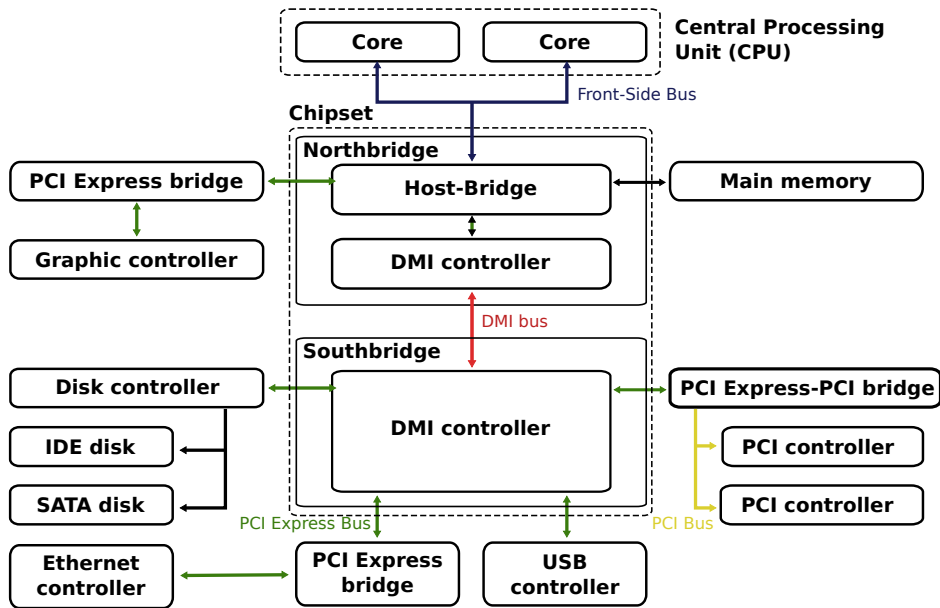 Core
Core
Central Processing
Unit (CPU)
Front-Side Bus
Chipset
Northbridge
PCI Express bridge
Host-Bridge
Main memory
Graphic controller
DMI controller
DMI bus
Southbridge
Disk controller
DMI controller
PCI Express-PCI bridge
IDE disk
PCI controller
SATA disk
PCI controller
PCI Express Bus
PCI Bus
Ethernet
controller
PCI Express
bridge
USB
controller